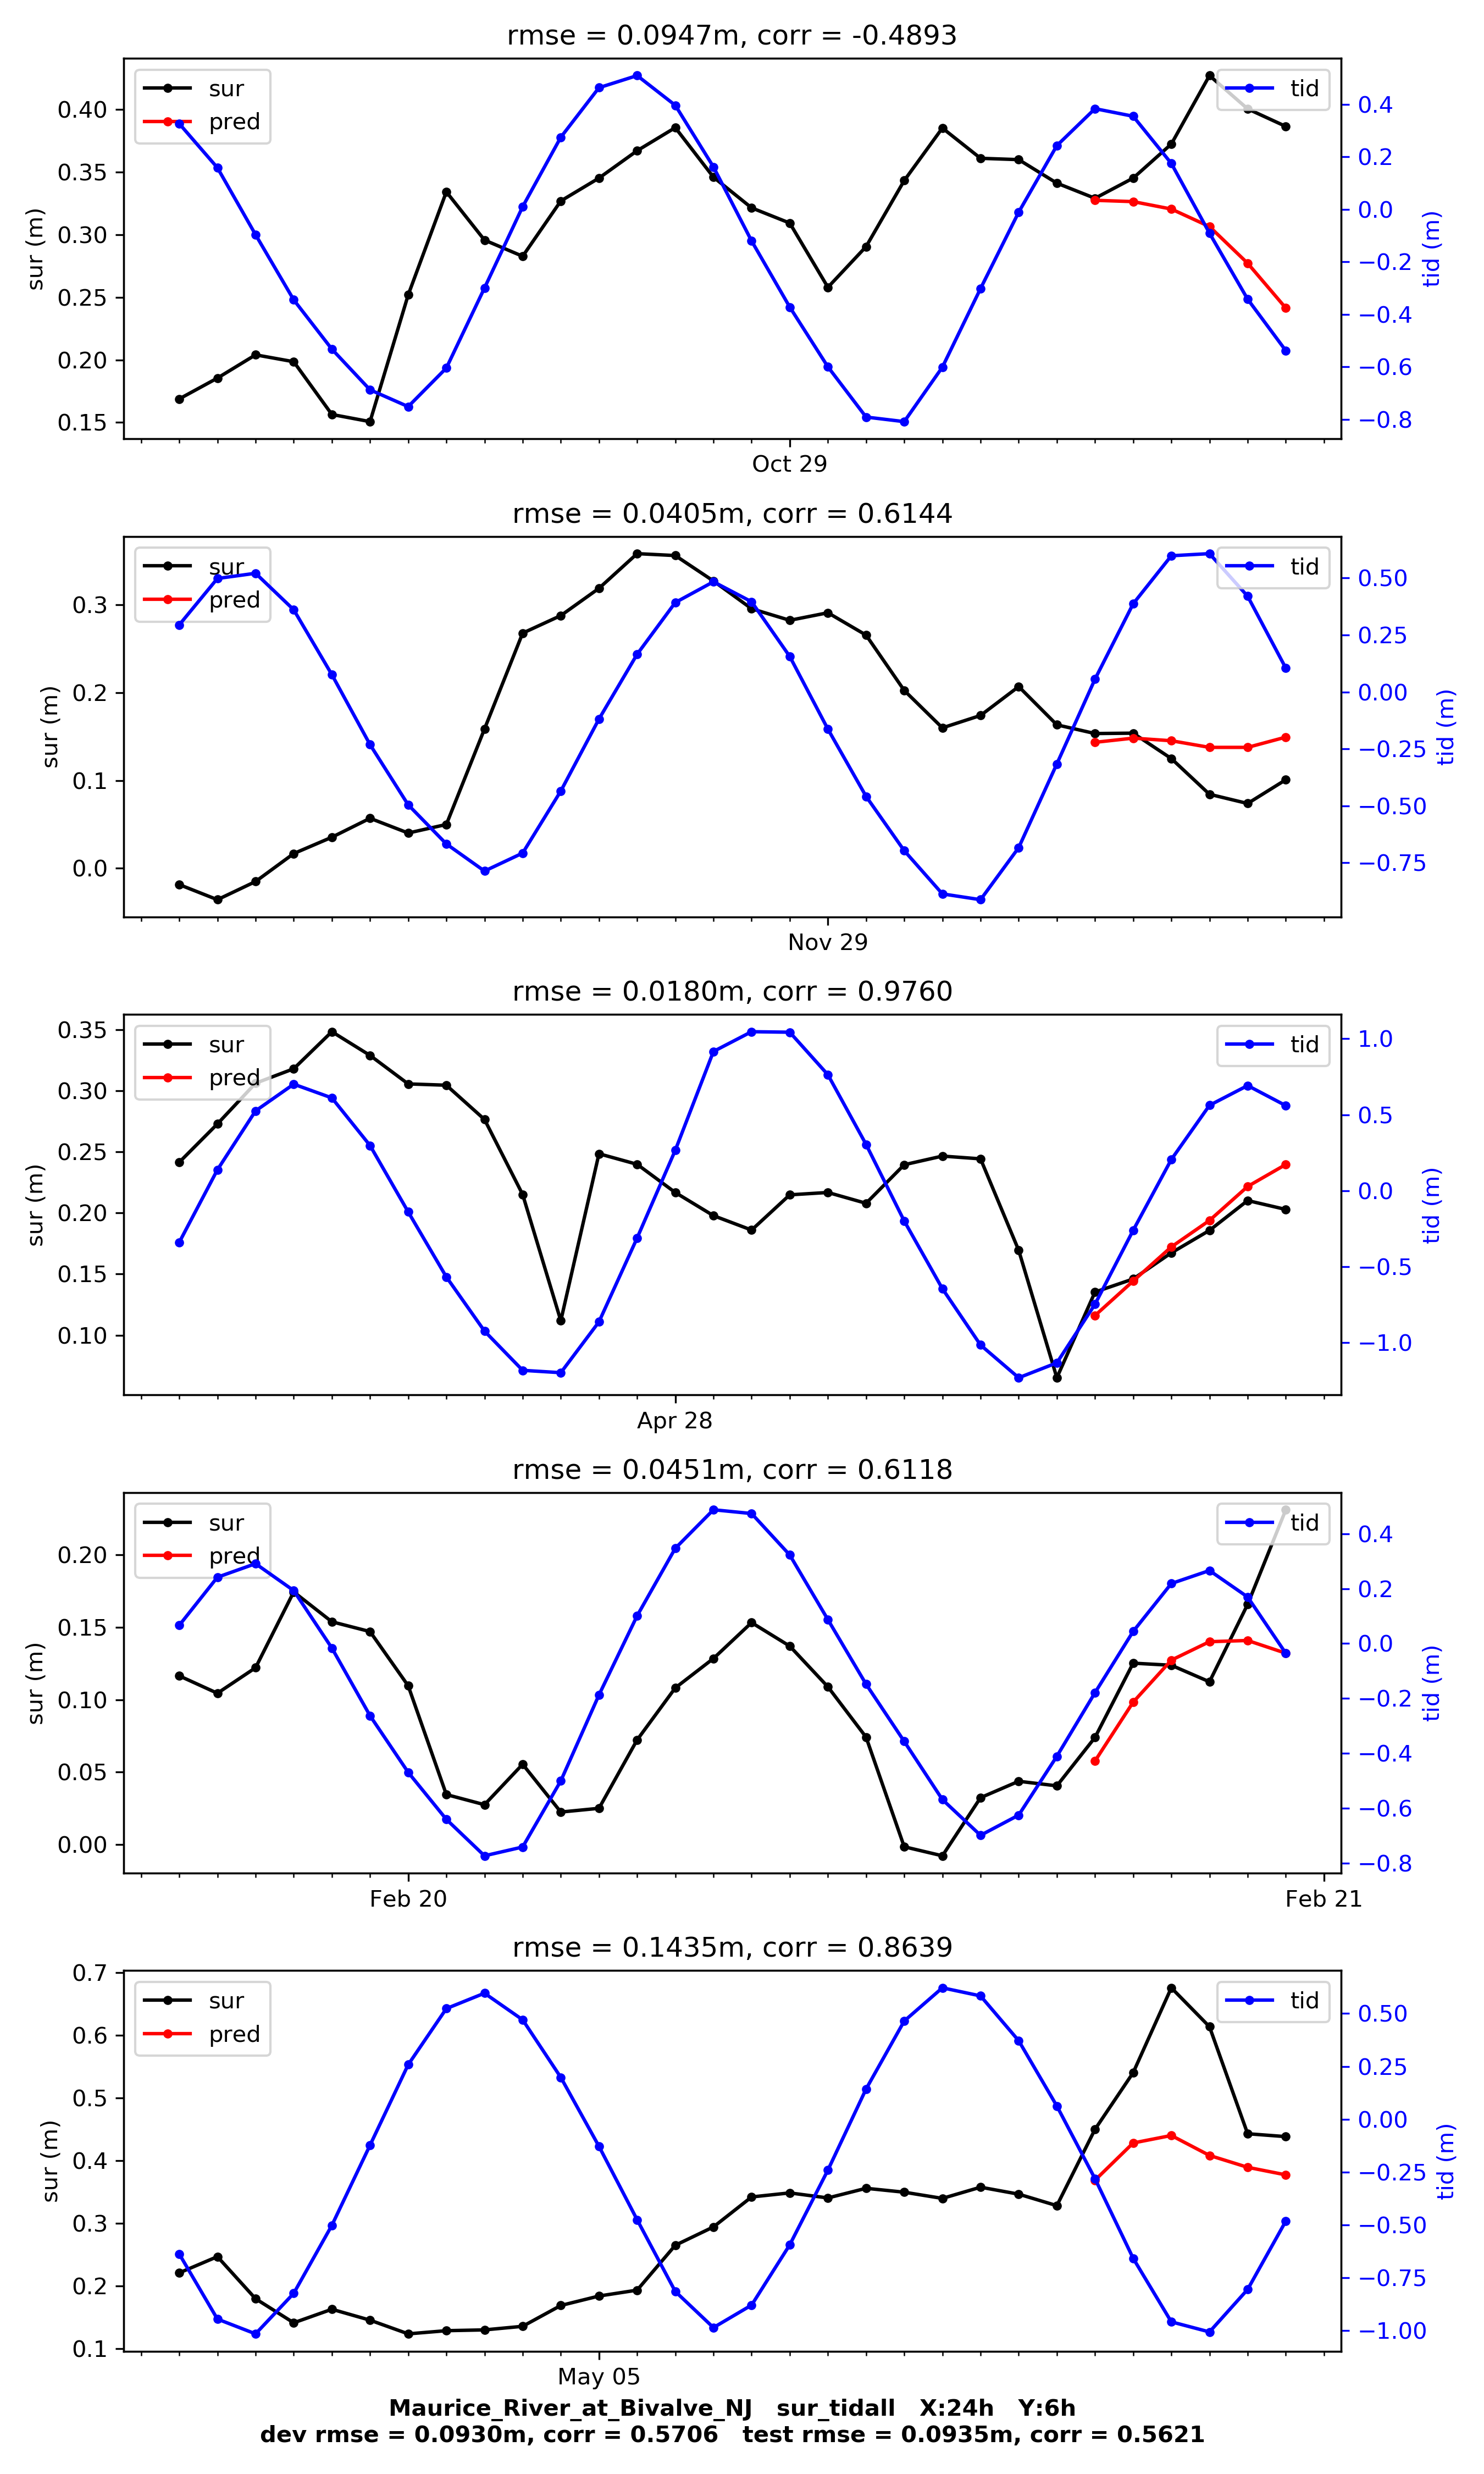 rmse = 0.0947m, corr = -0.4893
sur
pred
tid
0.40
0.35
0.30
0.25
0.20
0.15
sur (m)
0.4
0.2
0.0
−0.2
−0.4
−0.6
−0.8
tid (m)
Oct 29
rmse = 0.0405m, corr = 0.6144
sur
pred
tid
0.3
0.2
0.1
0.0
sur (m)
0.50
0.25
0.00
−0.25
−0.50
−0.75
tid (m)
Nov 29
rmse = 0.0180m, corr = 0.9760
sur
pred
tid
0.35
0.30
0.25
0.20
0.15
0.10
sur (m)
1.0
0.5
0.0
−0.5
−1.0
tid (m)
Apr 28
rmse = 0.0451m, corr = 0.6118
sur
pred
tid
0.20
0.15
0.10
0.05
0.00
sur (m)
0.4
0.2
0.0
−0.2
−0.4
−0.6
−0.8
tid (m)
Feb 20 Feb 21
rmse = 0.1435m, corr = 0.8639
sur
pred
tid
0.7
0.6
0.5
0.4
0.3
0.2
0.1
sur (m)
0.50
0.25
0.00
−0.25
−0.50
−0.75
−1.00
tid (m)
May 05
Maurice_River_at_Bivalve_NJ sur_tidall X:24h Y:6h
dev rmse = 0.0930m, corr = 0.5706 test rmse = 0.0935m, corr = 0.5621